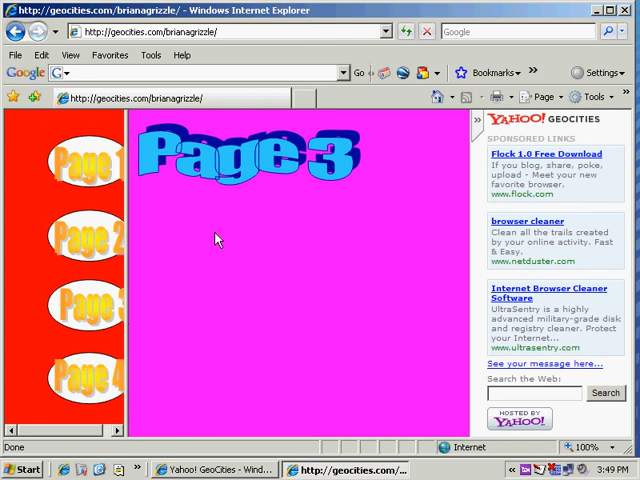 http://geocities.com/brianagrizzle/ - Windows Internet Explorer
http://geocities.com/brianagrizzle/
Google
File Edit View Favorites Tools Help
Google G Go Bookmarks Settings
http://geocities.com/brianagrizzle/
Page Tools
Page 1
Page 2
Page 3
Page 4
Page 3
YAHOO! GEOCITIES
SPONSORED LINKS
Flock 1.0 Free Download
If you blog, share, poke,
upload - Meet your new
favorite browser.
www.flock.com
browser cleaner
Clean all the trails created
by your online activity. Fast
& Easy.
www.netduster.com
Internet Browser Cleaner
Software
UltraSentry is a highly
advanced military-grade disk
and registry cleaner. Protect
your Internet...
www.ultrasentry.com
See your message here...
Search the Web:
Search
HOSTED BY
YAHOO!
Done Internet 100%
Start Yahoo! GeoCities - Wind... http://geocities.com/... 3:49 PM